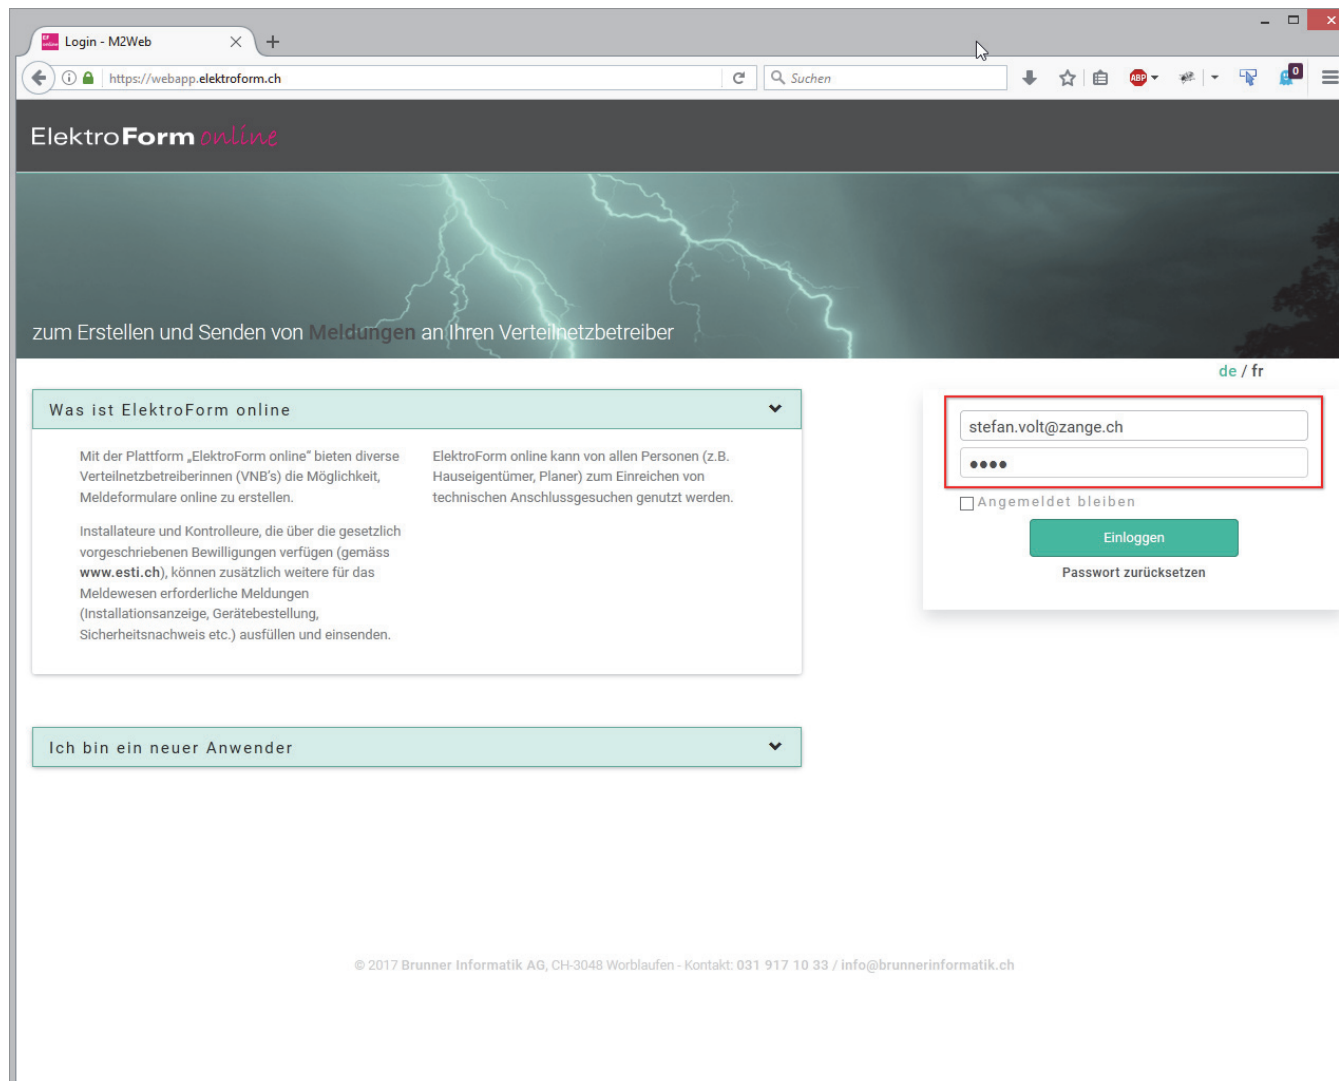 Login - M2Web
https://webapp.elektroform.ch
Suchen
ABP
0
ElektroForm online
zum Erstellen und Senden von Meldungen an Ihren Verteilnetzbetreiber
de / fr
Was ist ElektroForm online
Mit der Plattform „ElektroForm online" bieten diverse
Verteilnetzbetreiberinnen (VNB's) die Möglichkeit,
Meldeformulare online zu erstellen.
Installateure und Kontrolleure, die über die gesetzlich
vorgeschriebenen Bewilligungen verfügen (gemäss
www.esti.ch), können zusätzlich weitere für das
Meldewesen erforderliche Meldungen
(Installationsanzeige, Gerätebestellung,
Sicherheitsnachweis etc.) ausfüllen und einsenden.
ElektroForm online kann von allen Personen (z.B.
Hauseigentümer, Planer) zum Einreichen von
technischen Anschlussgesuchen genutzt werden.
stefan.volt@zange.ch
••••
Angemeldet bleiben
Einloggen
Passwort zurücksetzen
Ich bin ein neuer Anwender
© 2017 Brunner Informatik AG, CH-3048 Worblaufen - Kontakt: 031 917 10 33 / info@brunnerinformatik.ch